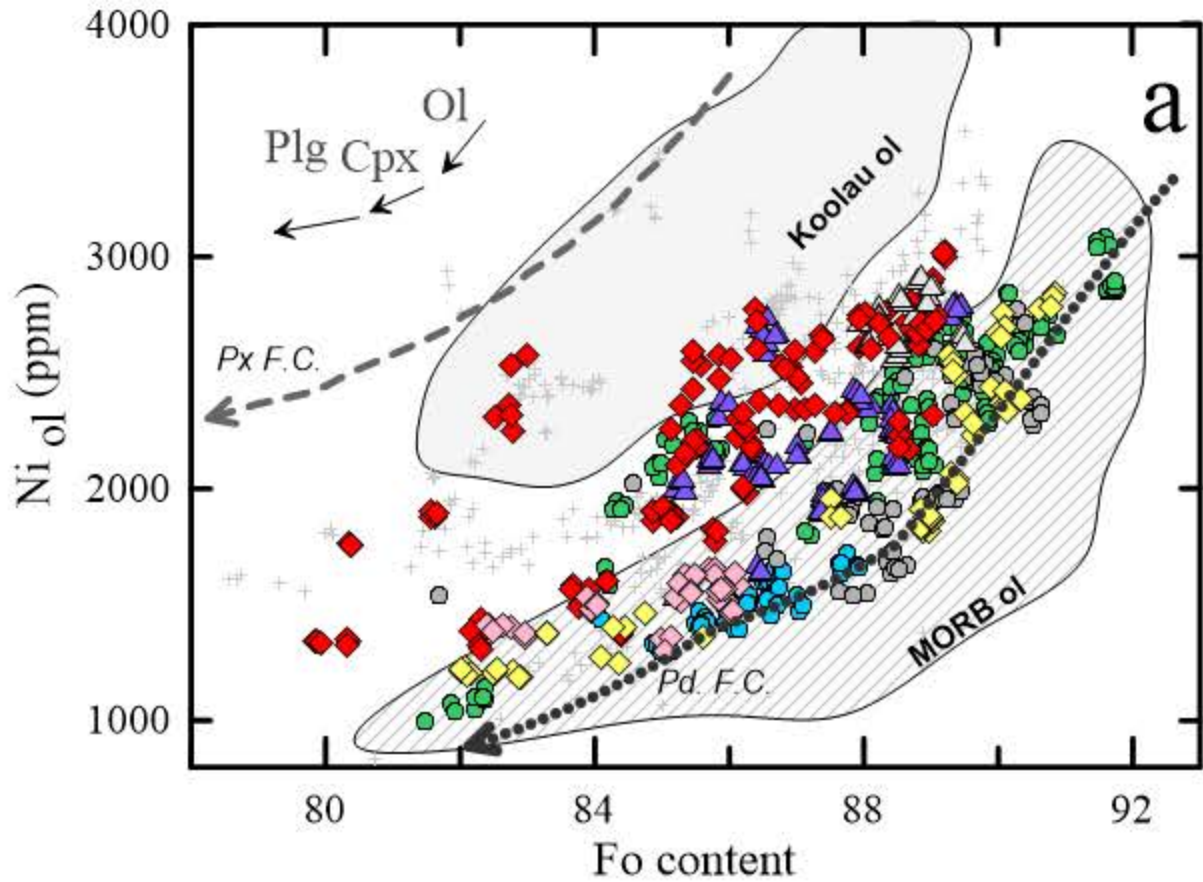 4000
3000
2000
1000
Ni ol (ppm)
a
Ol
Plg Cpx
Koolau ol
Px F.C.
MORB ol
Pd. F.C.
80 84 88 92
Fo content